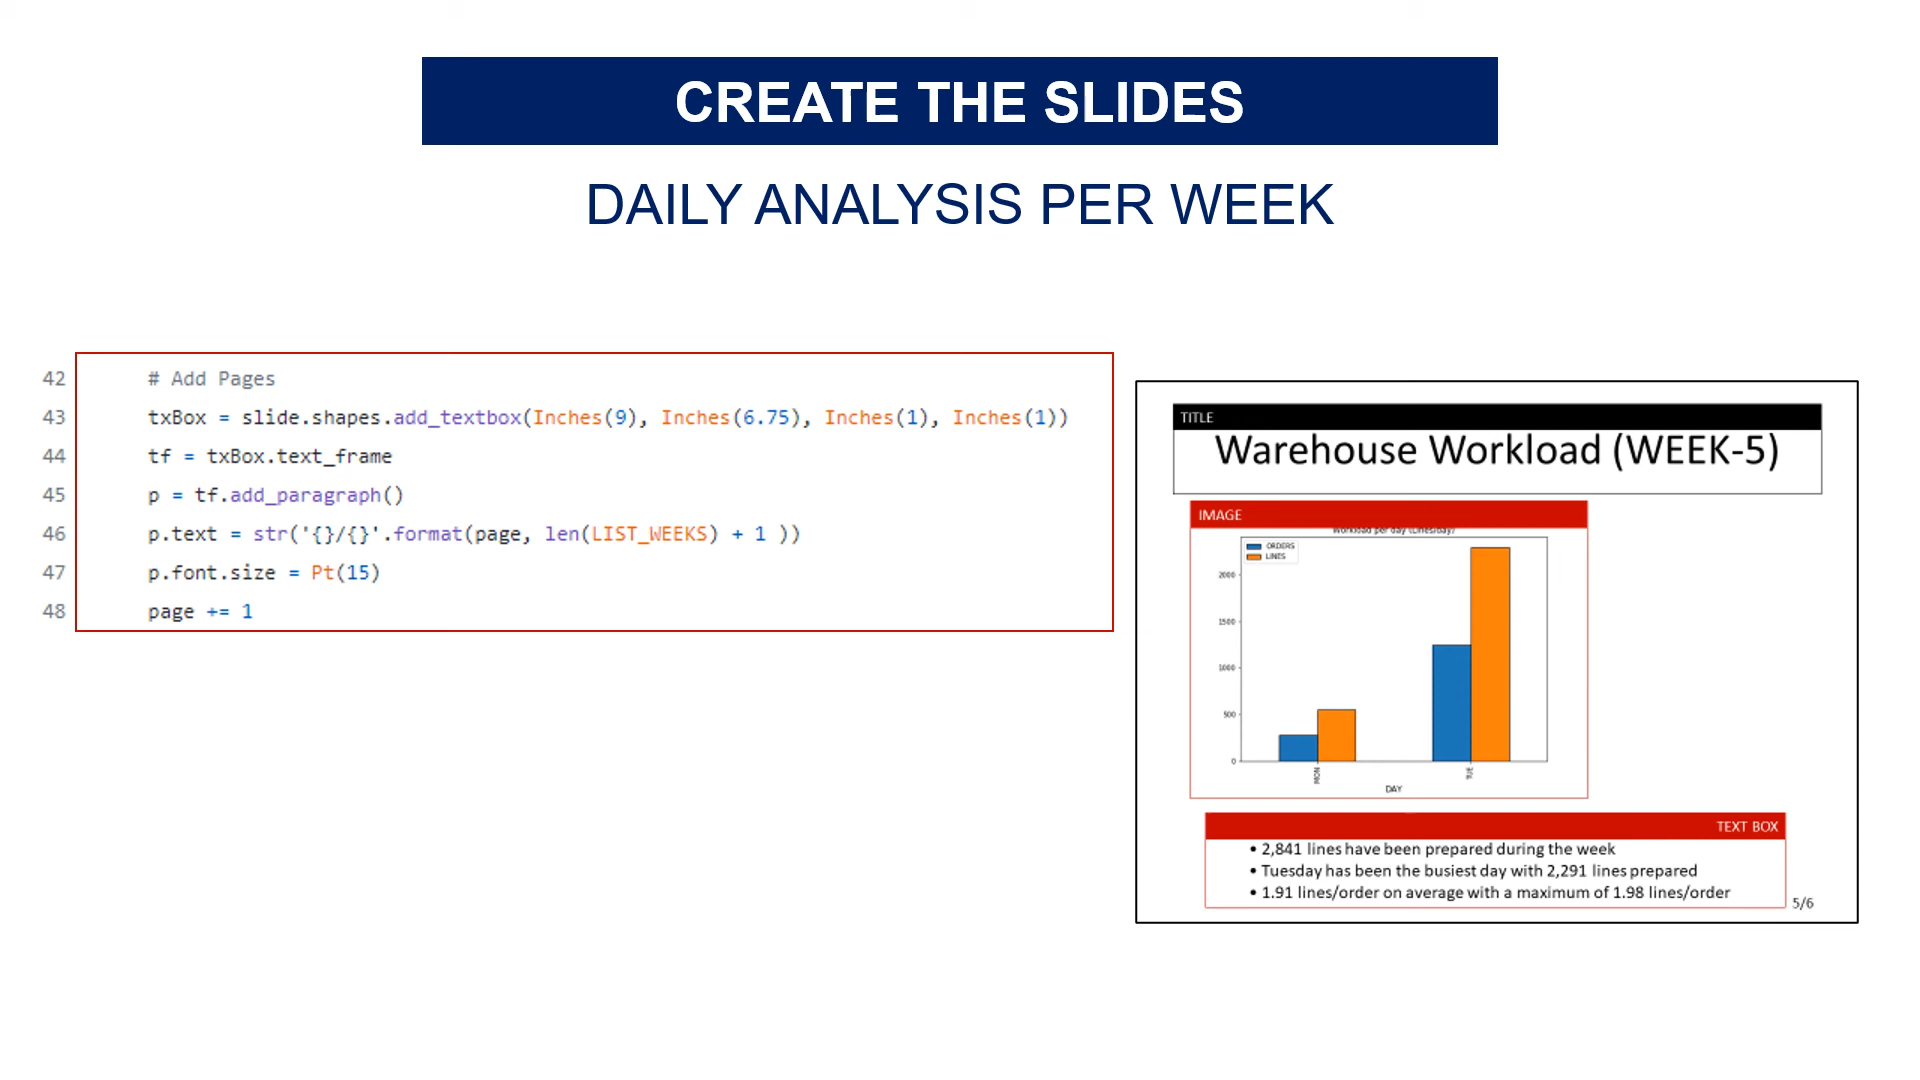 CREATE THE SLIDES
DAILY ANALYSIS PER WEEK
42 # Add Pages
43 txBox = slide.shapes.add_textbox(Inches(9), Inches(6.75), Inches(1), Inches(1))
44 tf = txBox.text_frame
45 p = tf.add_paragraph()
46 p.text = str('{}/{}'.format(page, len(LIST_WEEKS) + 1 ))
47 p.font.size = Pt(15)
48 page += 1
TITLE
Warehouse Workload (WEEK-5)
IMAGE
Workload per day (Lines/day)
ORDERS
LINES
2000
1500
1000
500
0
MON
TUE
DAY
TEXT BOX
• 2,841 lines have been prepared during the week
• Tuesday has been the busiest day with 2,291 lines prepared
• 1.91 lines/order on average with a maximum of 1.98 lines/order
5/6